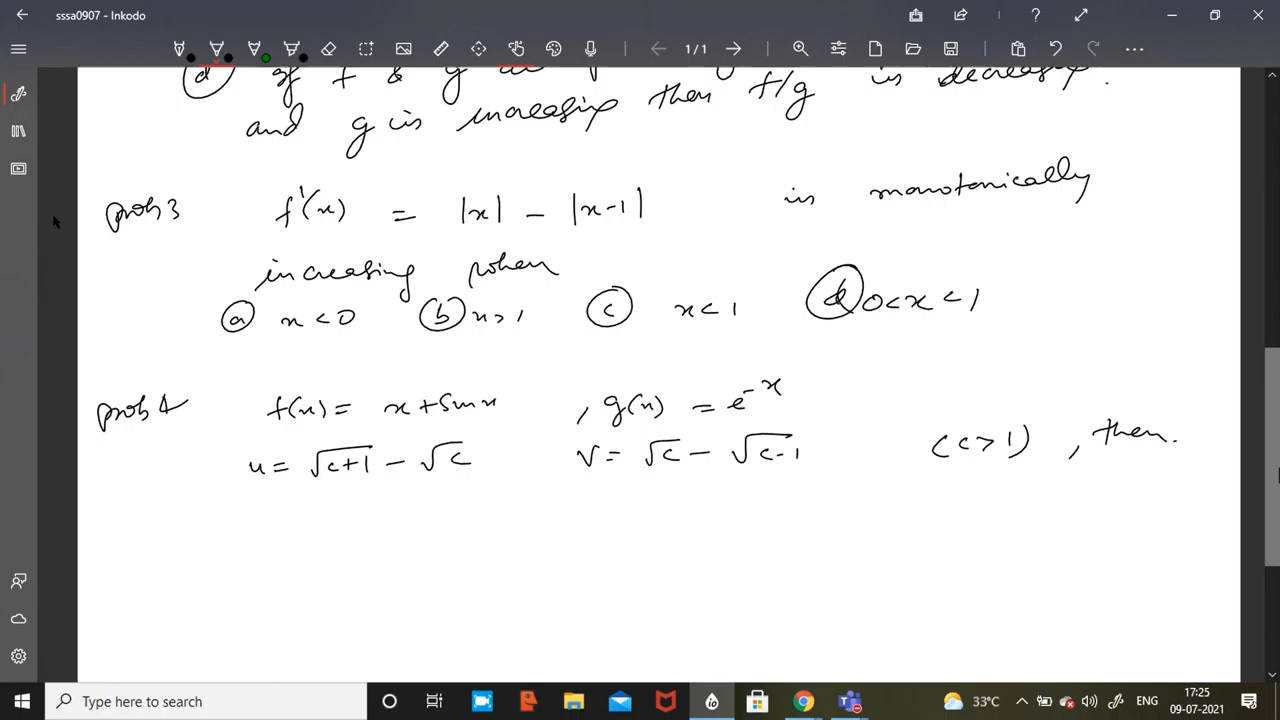 sssa0907 - Inkodo
1/1
(d) If f & g
is decreasing.
and g is increasing then f/g
prob 3 f'(x) = |x| - |x-1| is monotonically
increasing when
(a) x < 0 (b) x > 1 (c) x < 1 (d) 0 < x < 1
prob 4 f(x) = x + sin x , g(x) = e^-x
u = √c+1 - √c v = √c - √c-1 (c > 1) , then.
Type here to search
33°C
ENG
17:25
09-07-2021